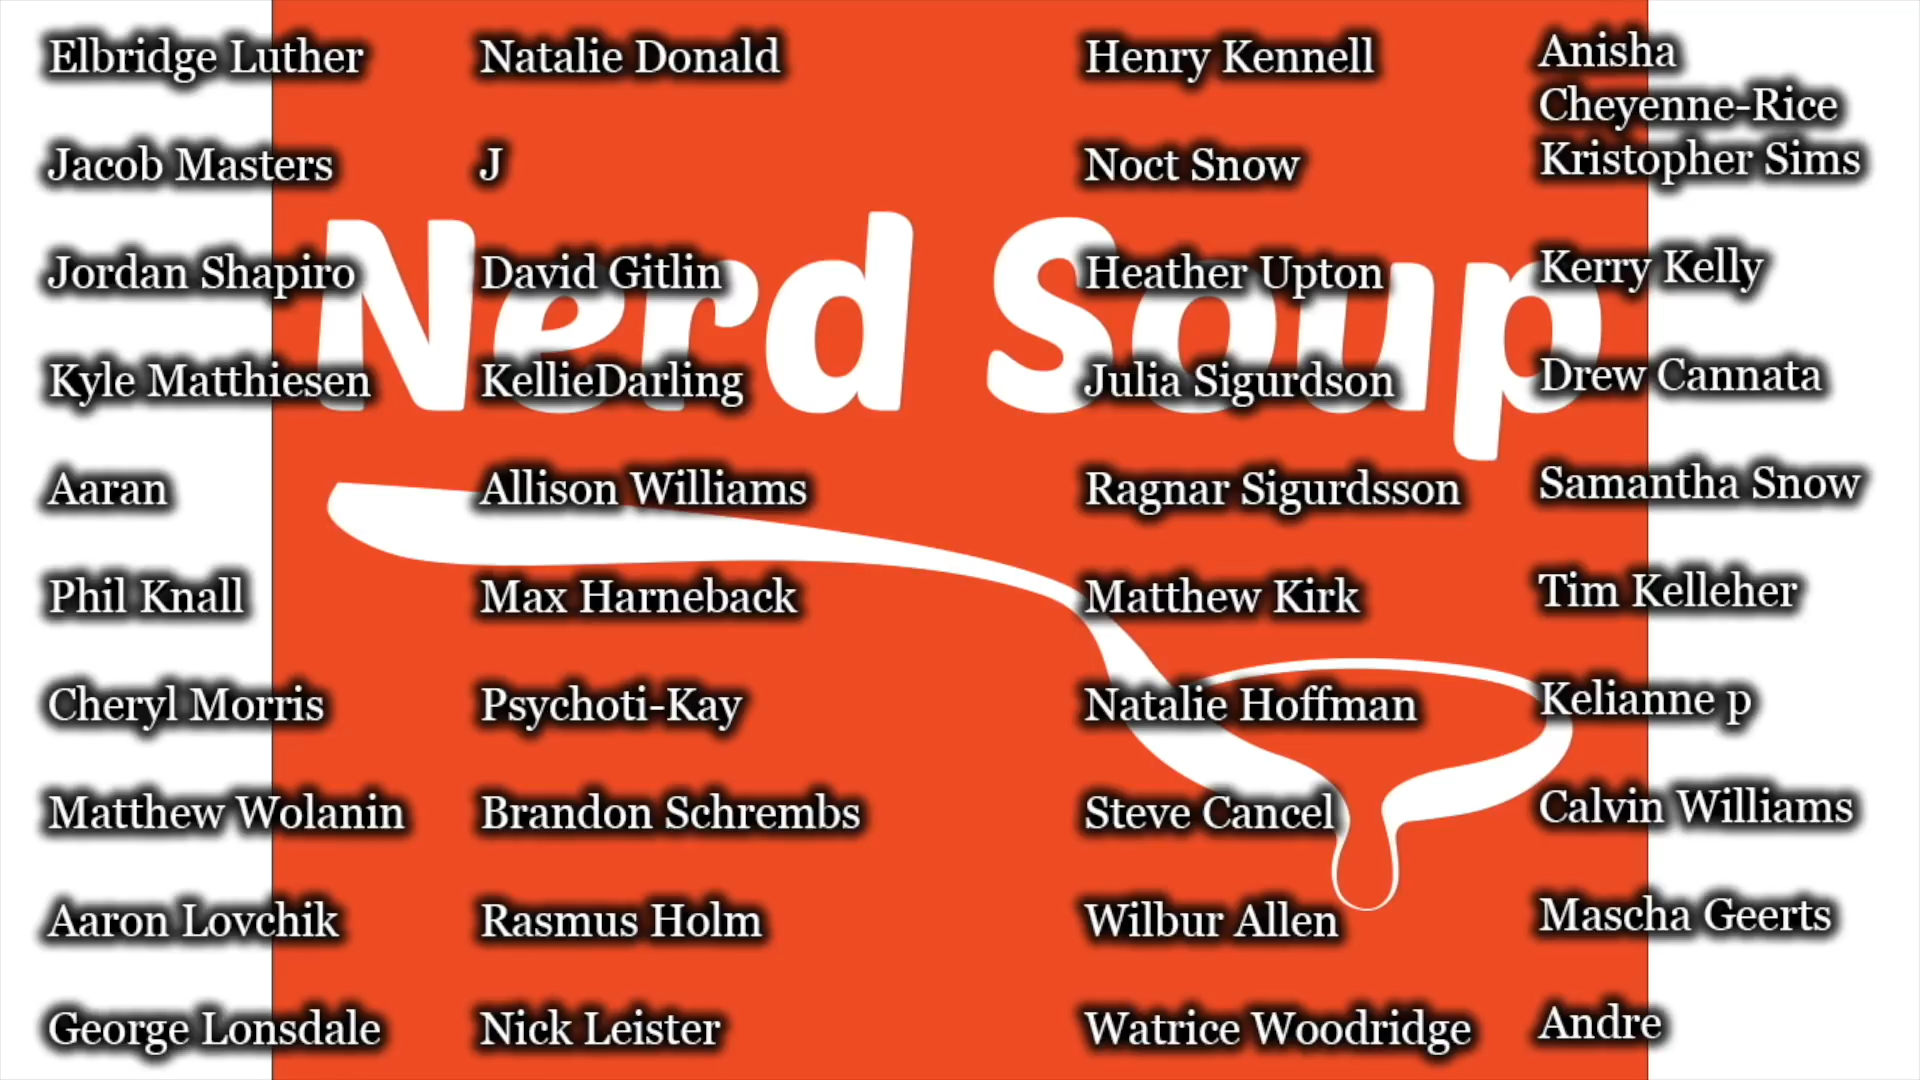 Elbridge Luther
Jacob Masters
Jordan Shapiro
Kyle Matthiesen
Aaran
Phil Knall
Cheryl Morris
Matthew Wolanin
Aaron Lovchik
George Lonsdale
Natalie Donald
J
David Gitlin
KellieDarling
Allison Williams
Max Harneback
Psychoti-Kay
Brandon Schrembs
Rasmus Holm
Nick Leister
Henry Kennell
Noct Snow
Heather Upton
Julia Sigurdson
Ragnar Sigurdsson
Matthew Kirk
Natalie Hoffman
Steve Cancel
Wilbur Allen
Watrice Woodridge
Anisha
Cheyenne-Rice
Kristopher Sims
Kerry Kelly
Drew Cannata
Samantha Snow
Tim Kelleher
Kelianne p
Calvin Williams
Mascha Geerts
Andre
Nerd Soup